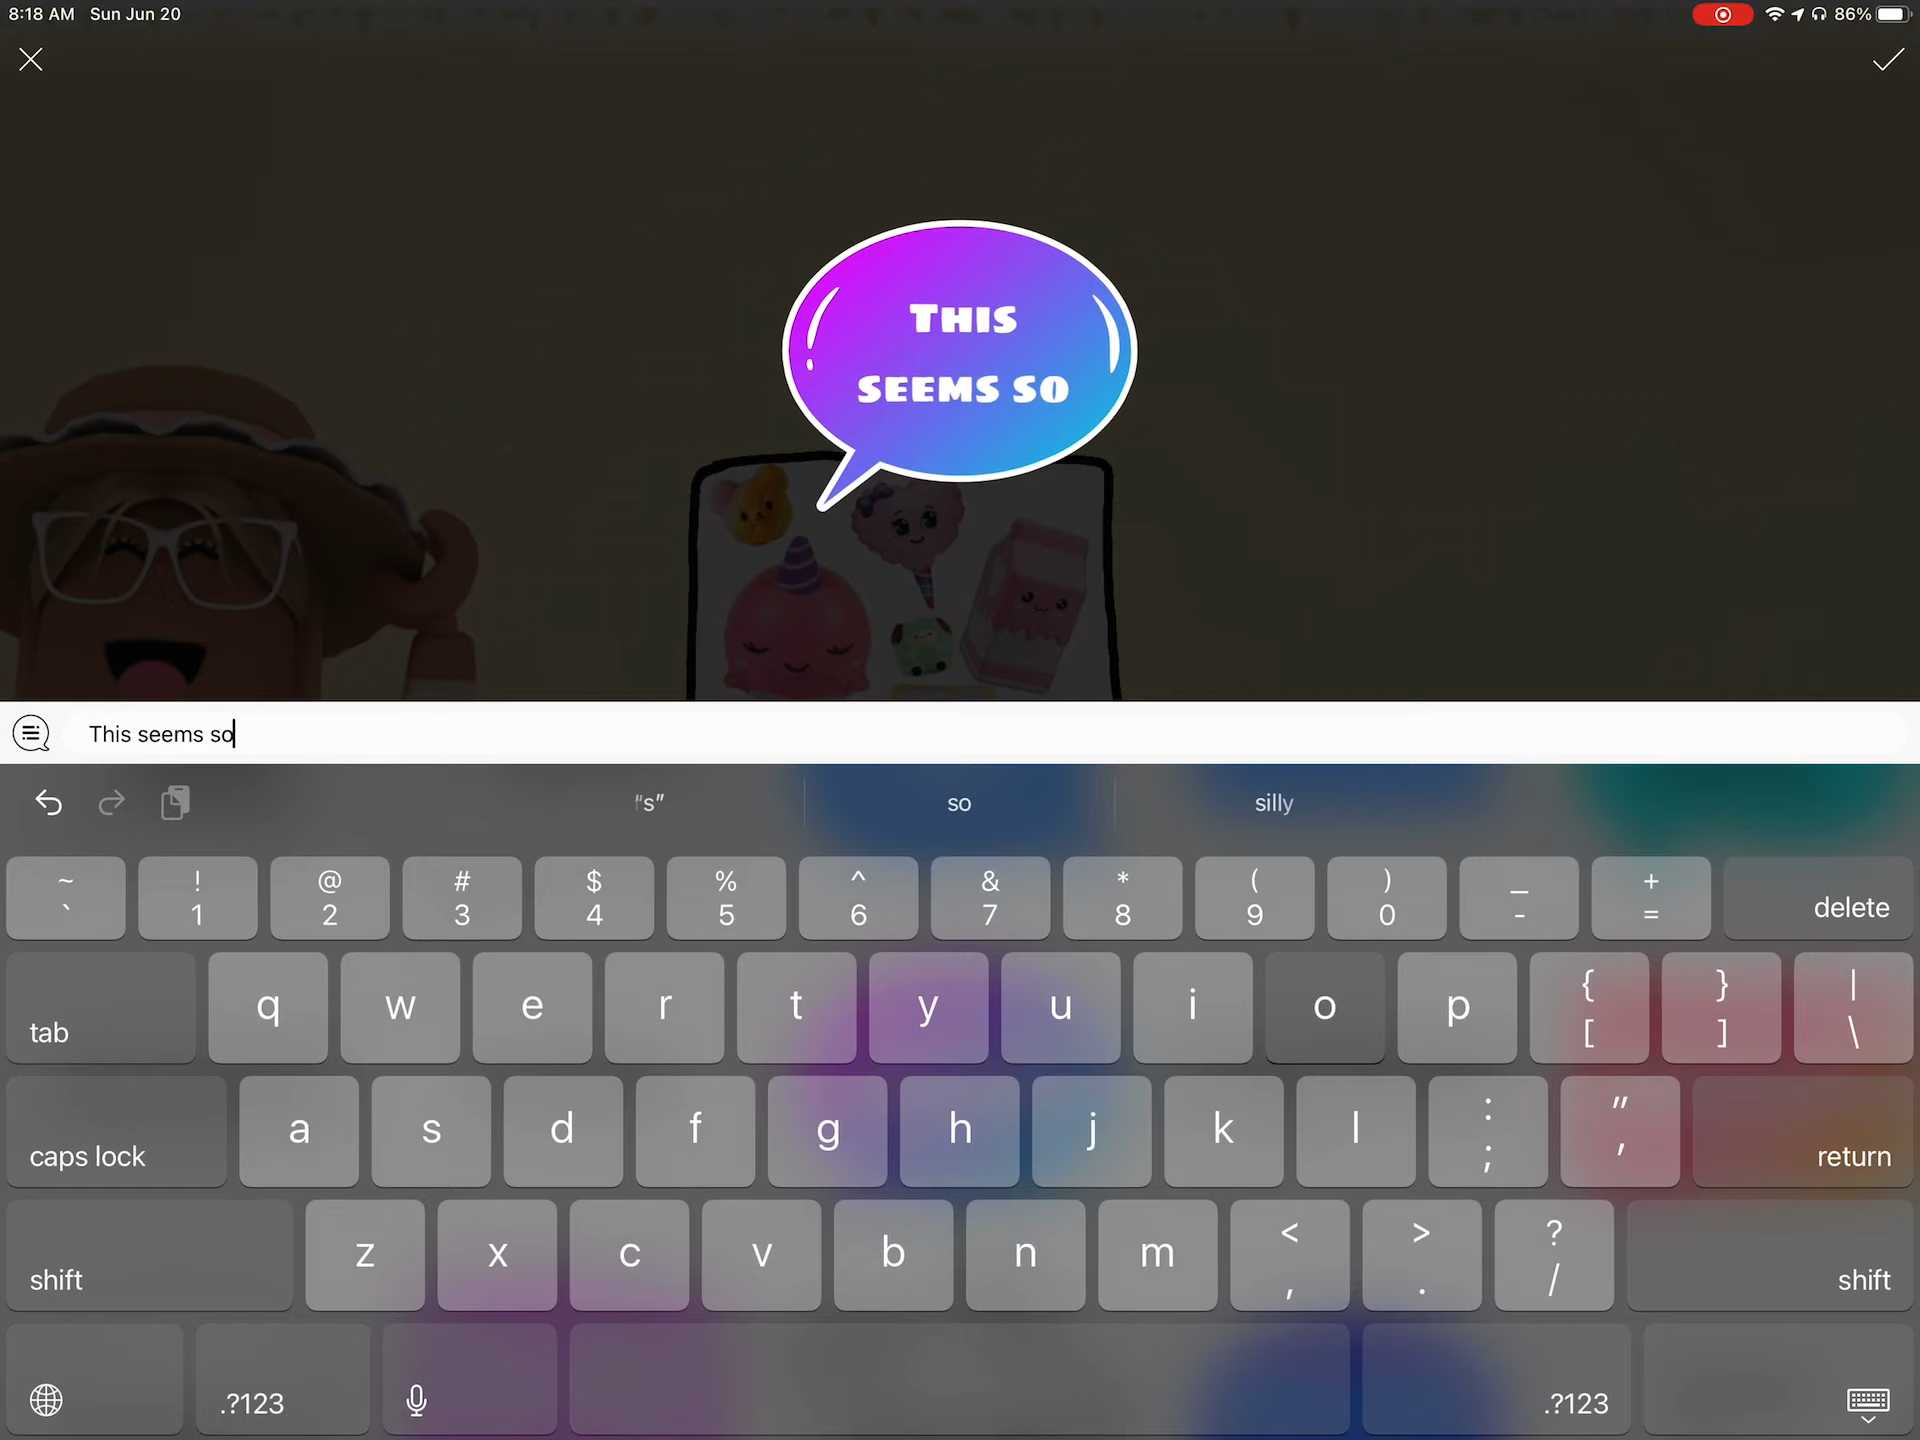 8:18 AM Sun Jun 20 86%
This
seems so
This seems so
"s" so silly
~ ! @ # $ % ^ & * ( ) _ +
` 1 2 3 4 5 6 7 8 9 0 - = delete
tab q w e r t y u i o p { [ } ] | \
caps lock a s d f g h j k l : ; " ' return
shift z x c v b n m < , > . ? / shift
.?123 .?123